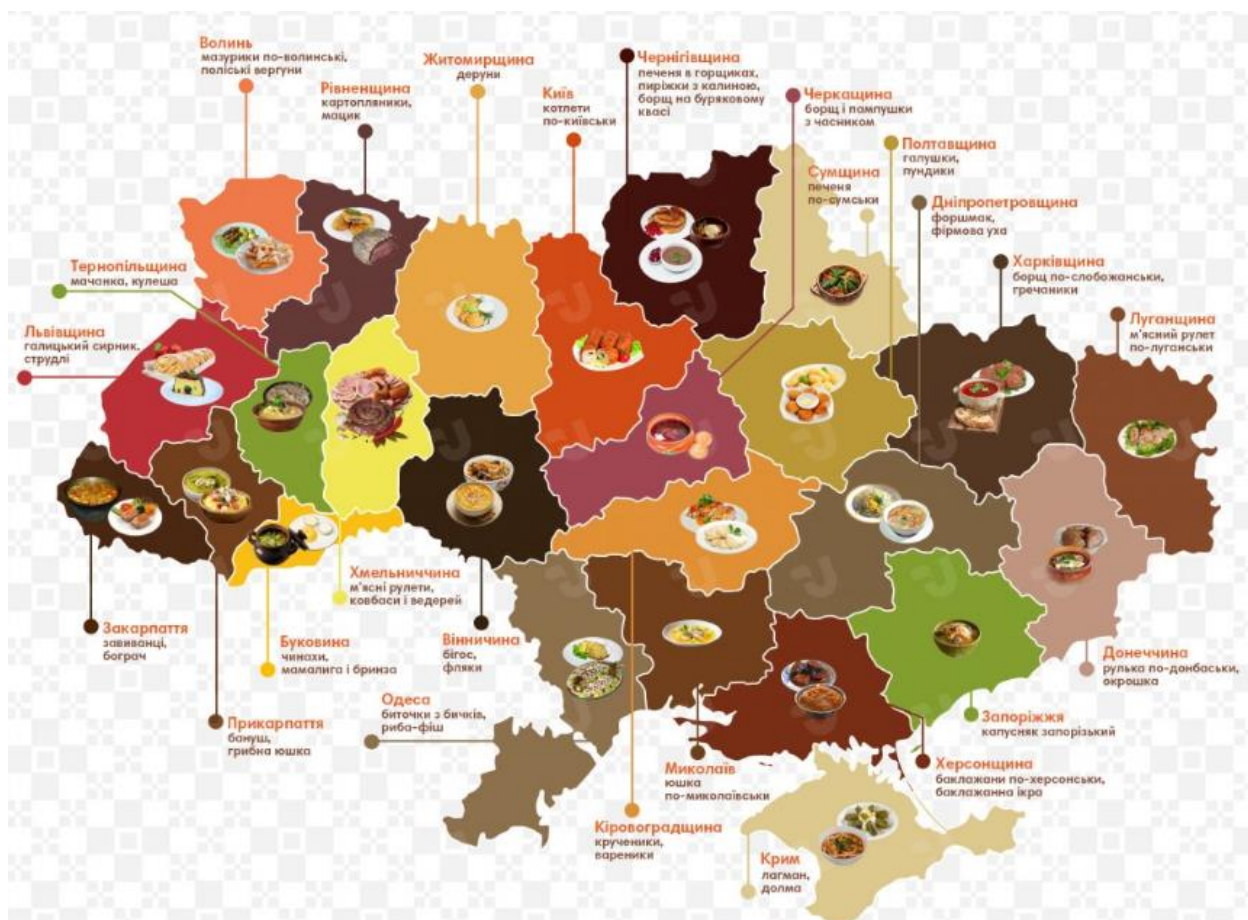 Волинь
мазурики по-волинські,
поліські вергуни
Рівненщина
картопляники,
мацик
Житомирщина
деруни
Київ
котлети
по-київськи
Чернігівщина
печеня в горщиках,
пиріжки з калиною,
борщ на буряковому
квасі
Черкащина
борщ і пампушки
з часником
Сумщина
печеня
по-сумськи
Полтавщина
галушки,
пундики
Дніпропетровщина
форшмак,
фірмова уха
Харківщина
борщ по-слобожанськи,
гречаники
Луганщина
м'ясний рулет
по-луганськи
Тернопільщина
мачанка, кулеша
Львівщина
галицький сирник,
струдлі
Закарпаття
завиванці,
бограч
Прикарпаття
бануш,
грибна юшка
Буковина
чинахи,
мамалига і бринза
Хмельниччина
м'ясні рулети,
ковбаси і ведерей
Вінничина
бігос,
фляки
Одеса
биточки з бичків,
риба-фіш
Миколаїв
юшка
по-миколаївськи
Кіровоградщина
крученики,
вареники
Крим
лагман,
долма
Херсонщина
баклажани по-херсонськи,
баклажанна ікра
Запоріжжя
капусняк запорізький
Донеччина
рулька по-донбаськи,
окрошка